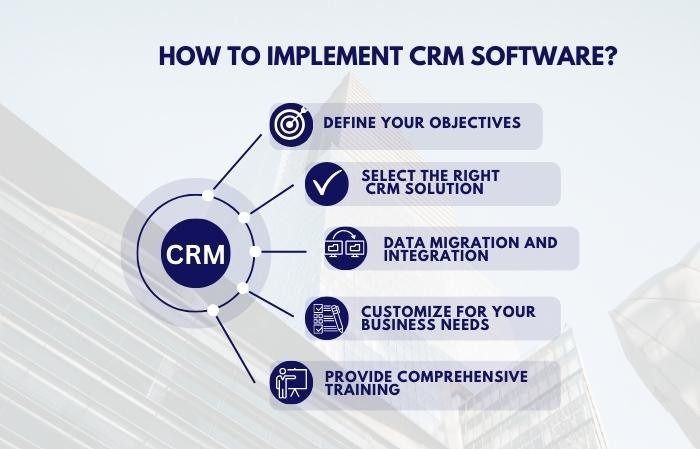 HOW TO IMPLEMENT CRM SOFTWARE?
DEFINE YOUR OBJECTIVES
SELECT THE RIGHT
CRM SOLUTION
CRM
DATA MIGRATION AND
INTEGRATION
CUSTOMIZE FOR YOUR
BUSINESS NEEDS
PROVIDE COMPREHENSIVE
TRAINING